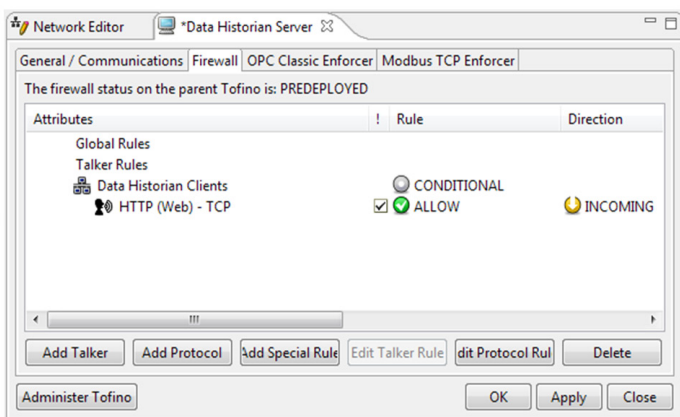 Network Editor *Data Historian Server
General / Communications Firewall OPC Classic Enforcer Modbus TCP Enforcer
The firewall status on the parent Tofino is: PREDEPLOYED
Attributes ! Rule Direction
Global Rules
Talker Rules
Data Historian Clients CONDITIONAL
HTTP (Web) - TCP ALLOW INCOMING
Add Talker Add Protocol Add Special Rule Edit Talker Rule dit Protocol Rul Delete
Administer Tofino OK Apply Close